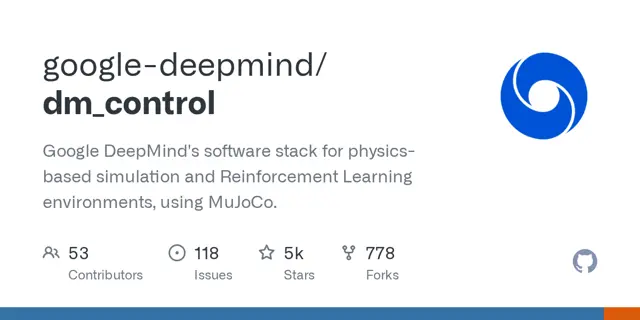 google-deepmind/
dm_control
Google DeepMind's software stack for physics-
based simulation and Reinforcement Learning
environments, using MuJoCo.
53 118 5k 778
Contributors Issues Stars Forks